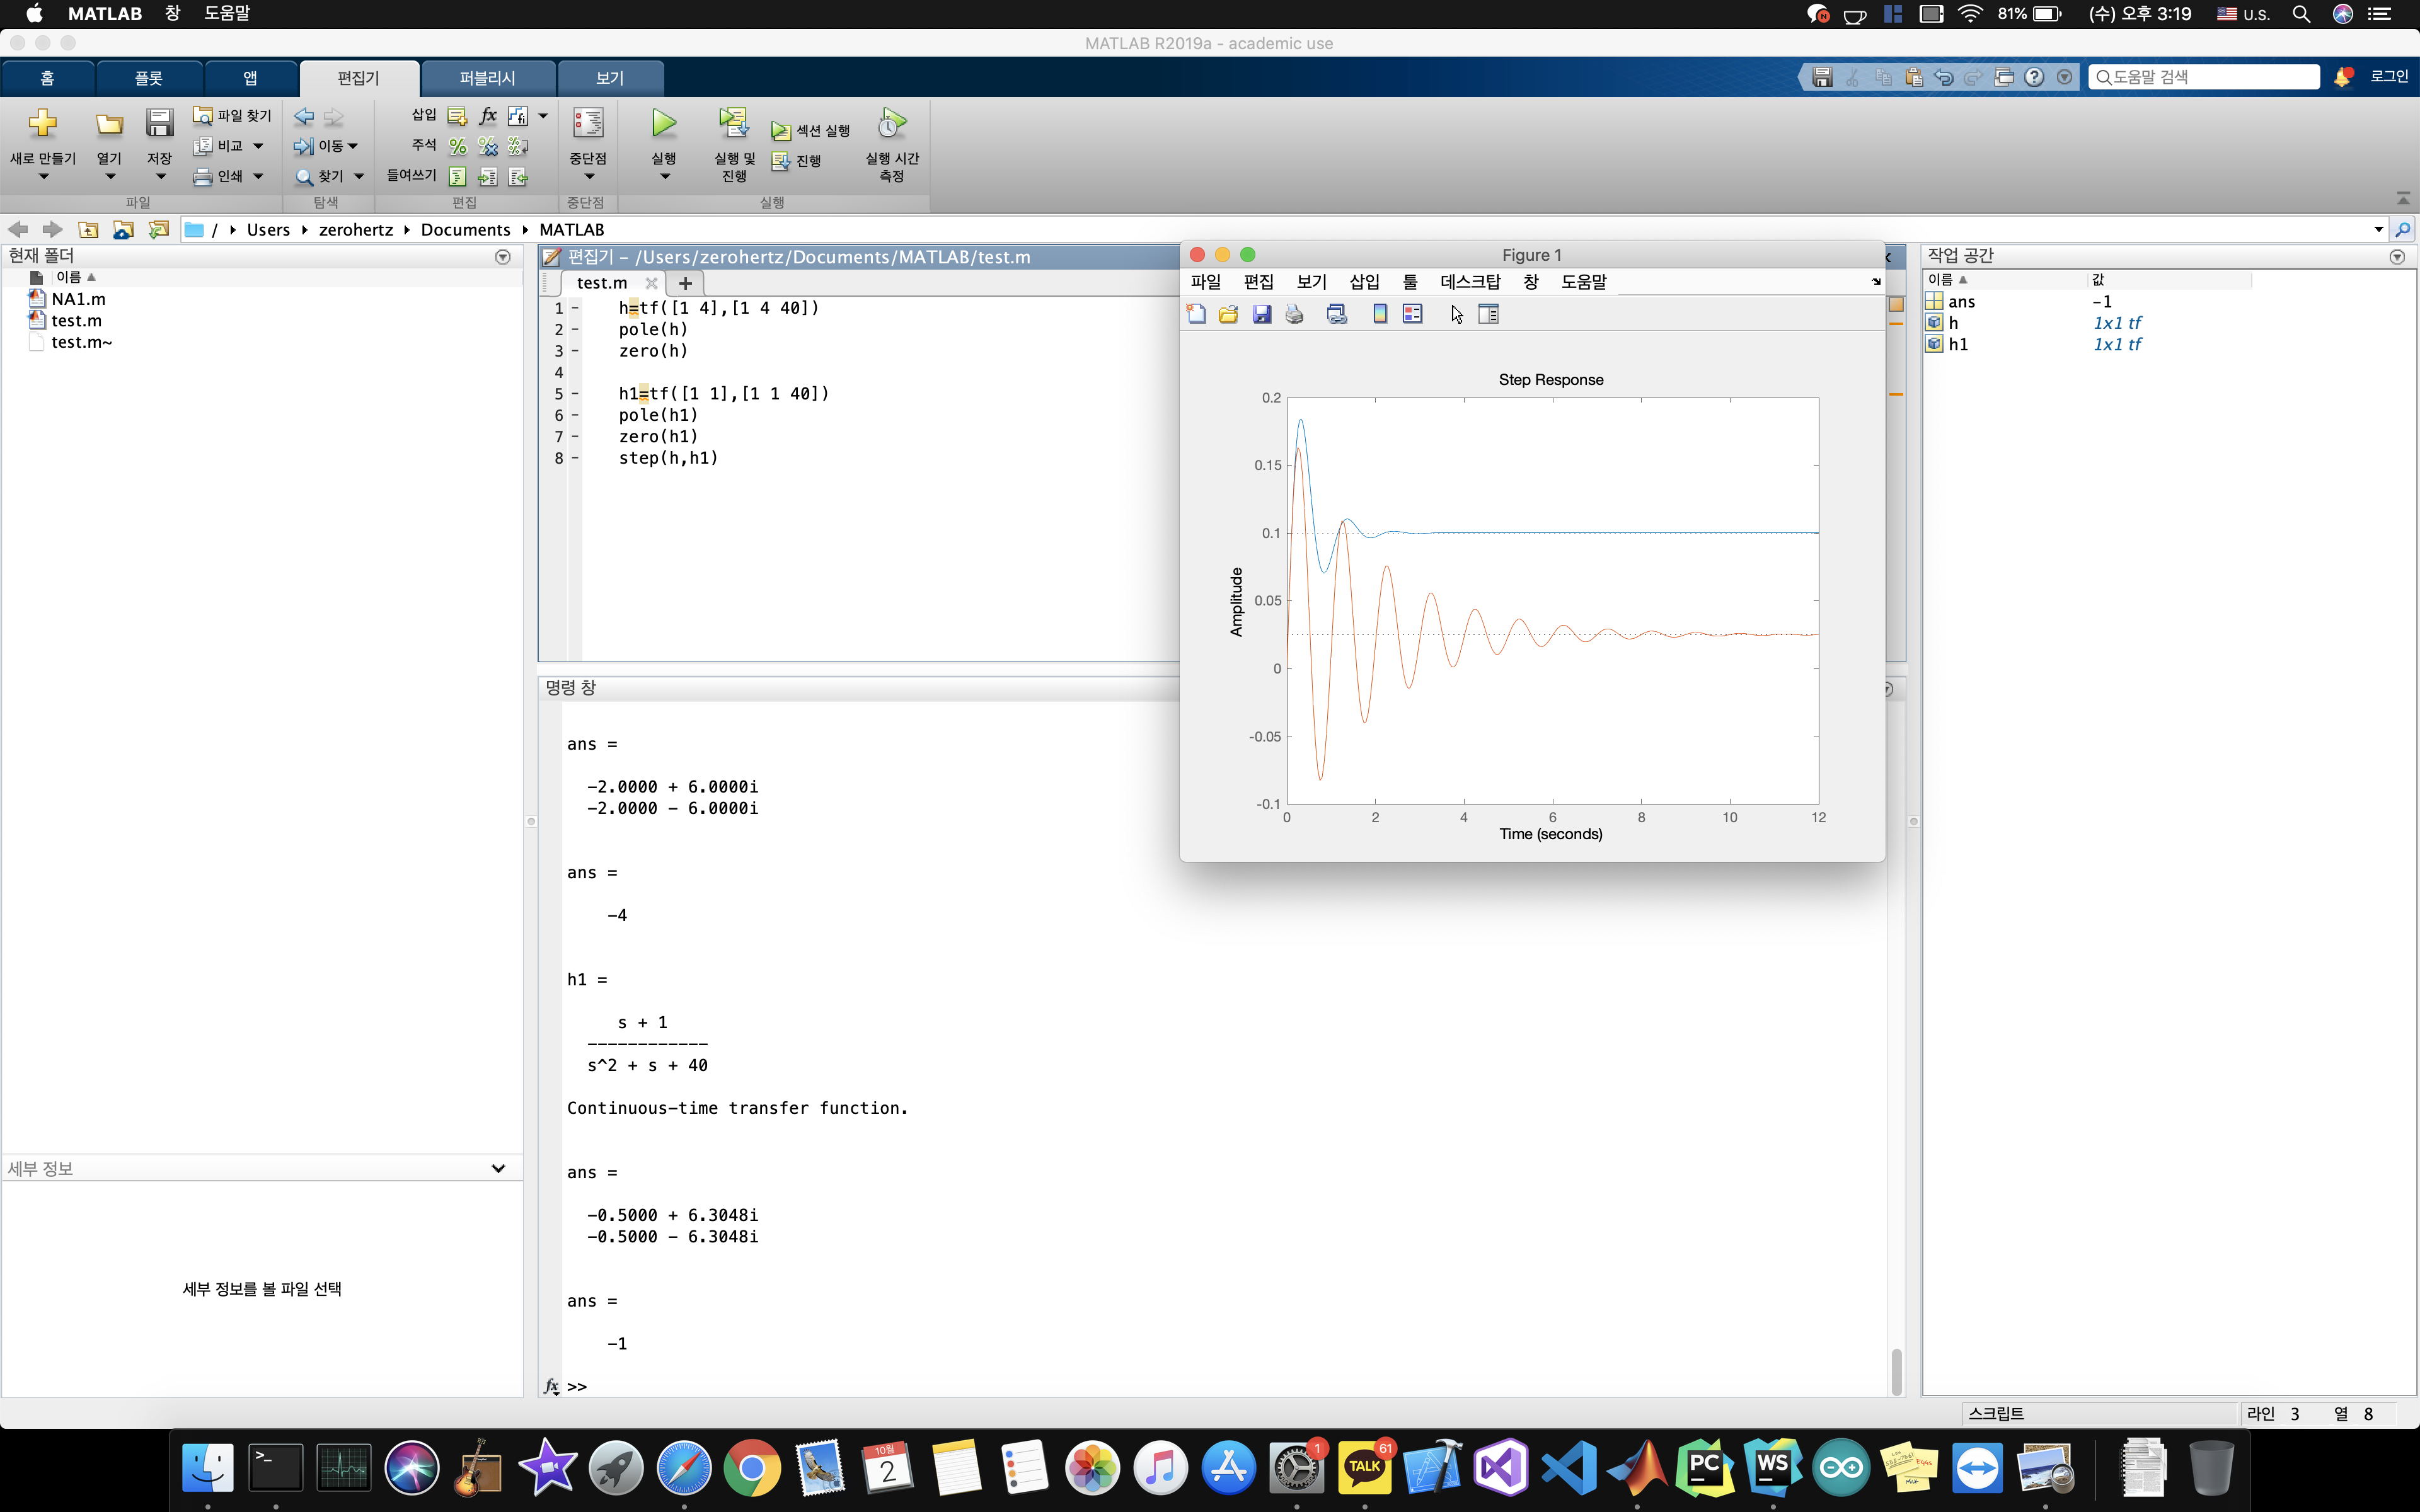 MATLAB 창 도움말
81% (수) 오후 3:19 U.S.
MATLAB R2019a - academic use
홈 플롯 앱 편집기 퍼블리시 보기
도움말 검색 로그인
새로 만들기 열기 저장 파일 찾기 비교 인쇄
이동 찾기
삽입 fx
주석
들여쓰기
중단점
실행 실행 및 진행 섹션 실행 진행 실행 시간 측정
파일 탐색 편집 중단점 실행
/ Users zerohertz Documents MATLAB
현재 폴더
이름
NA1.m
test.m
test.m~
세부 정보
세부 정보를 볼 파일 선택
편집기 – /Users/zerohertz/Documents/MATLAB/test.m
test.m
1 h=tf([1 4],[1 4 40])
2 pole(h)
3 zero(h)
4
5 h1=tf([1 1],[1 1 40])
6 pole(h1)
7 zero(h1)
8 step(h,h1)
명령 창
ans =
-2.0000 + 6.0000i
-2.0000 - 6.0000i
ans =
-4
h1 =
s + 1
------------
s^2 + s + 40
Continuous-time transfer function.
ans =
-0.5000 + 6.3048i
-0.5000 - 6.3048i
ans =
-1
fx >>
Figure 1
파일 편집 보기 삽입 툴 데스크탑 창 도움말
Step Response
0.2
0.15
0.1
0.05
0
-0.05
-0.1
Amplitude
0 2 4 6 8 10 12
Time (seconds)
작업 공간
이름 값
ans -1
h 1x1 tf
h1 1x1 tf
스크립트 라인 3 열 8
10월
2
1
TALK
61
PC
WS